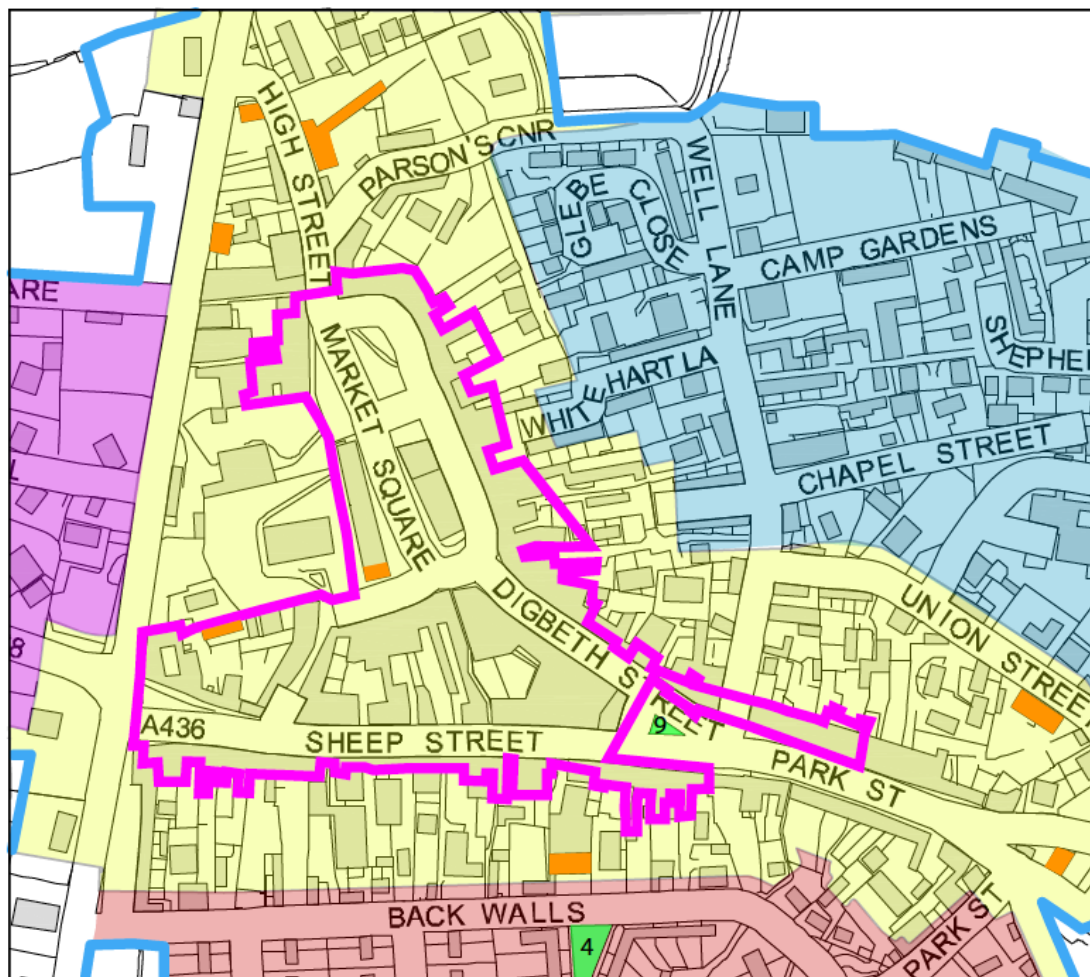 HIGH STREET
PARSON'S CNR
WELL LANE
GLEBE CLOSE
CAMP GARDENS
ARE
MARKET SQUARE
WHITE HART LA
SHEPHE
CHAPEL STREET
L
DIGBETH STREET
UNION STREE
8
A436
SHEEP STREET
9
PARK ST
BACK WALLS
4
PARK ST